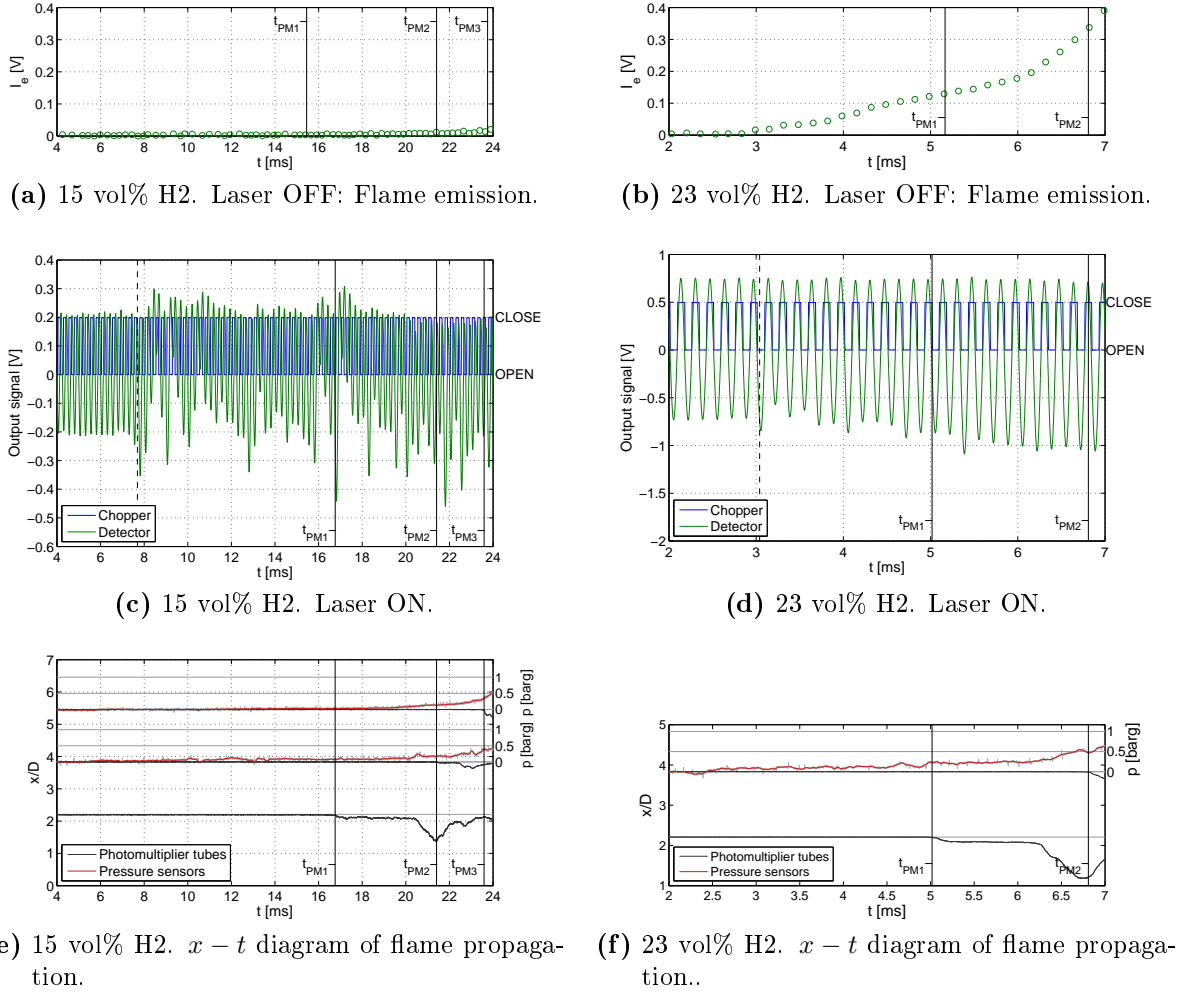 0.4
0.3
0.2
0.1
0
I_e [V]
t_PM1
t_PM2
t_PM3
4 6 8 10 12 14 16 18 20 22 24
t [ms]
(a) 15 vol% H2. Laser OFF: Flame emission.
0.4
0.3
0.2
0.1
0
I_e [V]
t_PM1
t_PM2
2 3 4 5 6 7
t [ms]
(b) 23 vol% H2. Laser OFF: Flame emission.
0.4
0.3
0.2
0.1
0
−0.1
−0.2
−0.3
−0.4
−0.5
−0.6
Output signal [V]
CLOSE
OPEN
Chopper
Detector
t_PM1
t_PM2
t_PM3
4 6 8 10 12 14 16 18 20 22 24
t [ms]
(c) 15 vol% H2. Laser ON.
1
0.5
0
−0.5
−1
−1.5
−2
Output signal [V]
CLOSE
OPEN
Chopper
Detector
t_PM1
t_PM2
2 3 4 5 6 7
t [ms]
(d) 23 vol% H2. Laser ON.
7
6
5
4
3
2
1
0
x/D
1
0.5
0
p [barg]
1
0.5
0
p [barg]
Photomultiplier tubes
Pressure sensors
t_PM1
t_PM2
t_PM3
4 6 8 10 12 14 16 18 20 22 24
t [ms]
e) 15 vol% H2. x − t diagram of flame propaga-
tion.
5
4
3
2
1
x/D
1
0.5
0
p [barg]
Photomultiplier tubes
Pressure sensors
t_PM1
t_PM2
2 2.5 3 3.5 4 4.5 5 5.5 6 6.5 7
t [ms]
(f) 23 vol% H2. x − t diagram of flame propaga-
tion..